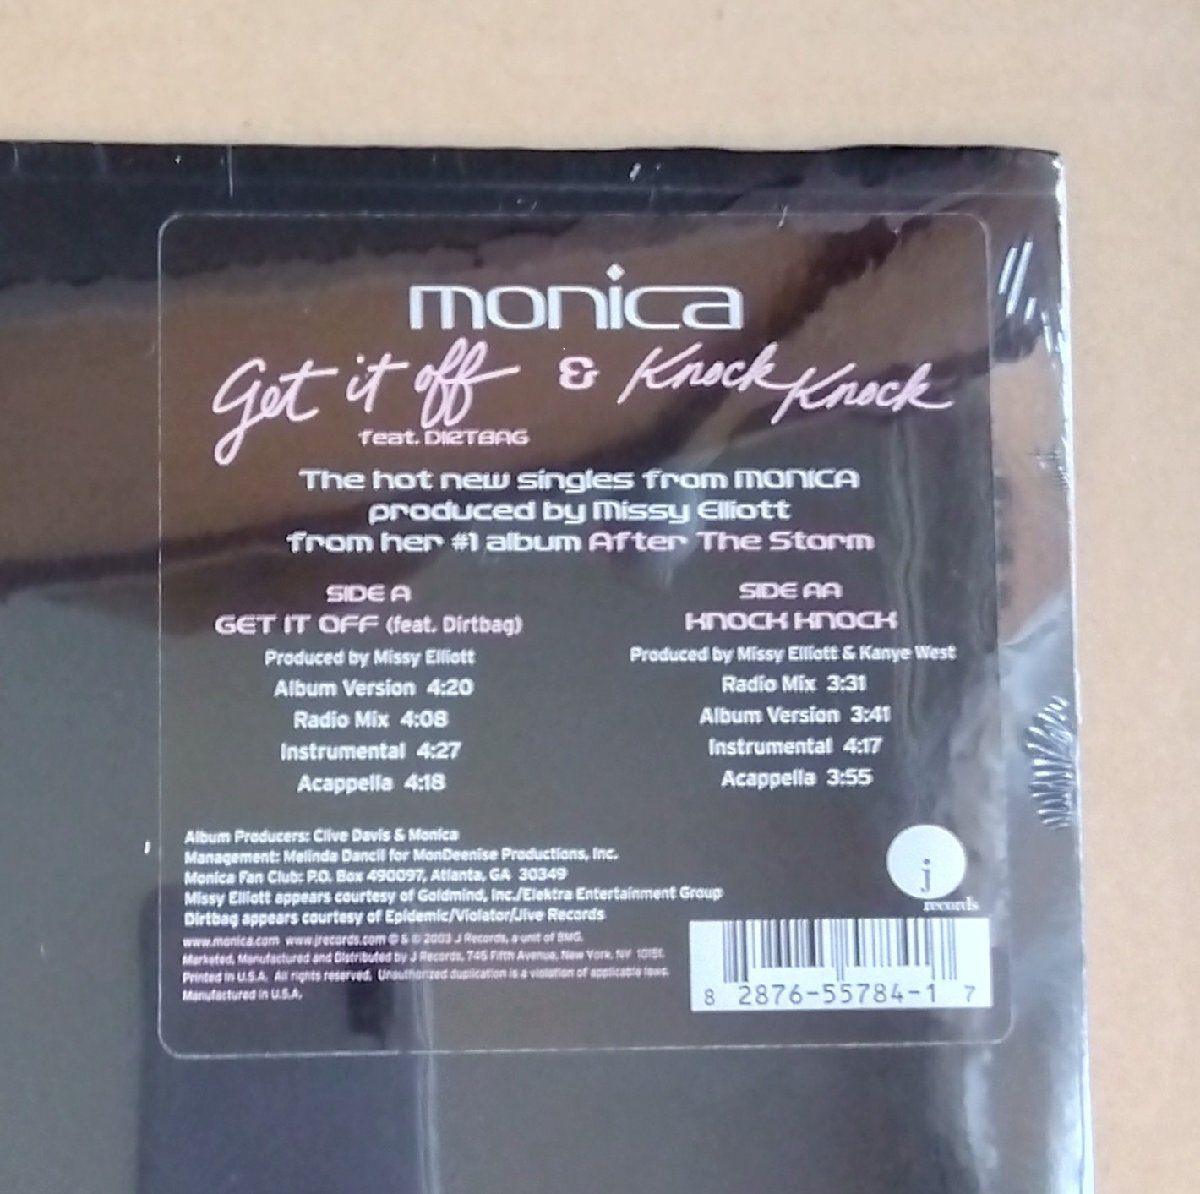 monica
Get it off & Knock Knock
feat. DIRTBAG
The hot new singles from MONICA
produced by Missy Elliott
from her #1 album After The Storm
SIDE A
GET IT OFF (feat. Dirtbag)
Produced by Missy Elliott
Album Version 4:20
Radio Mix 4:08
Instrumental 4:27
Acappella 4:18
SIDE AA
KNOCK KNOCK
Produced by Missy Elliott & Kanye West
Radio Mix 3:31
Album Version 3:41
Instrumental 4:17
Acappella 3:55
Album Producers: Clive Davis & Monica
Management: Melinda Dancil for MonDeenise Productions, Inc.
Monica Fan Club: P.O. Box 490097, Atlanta, GA 30349
Missy Elliott appears courtesy of Goldmind, Inc./Elektra Entertainment Group
Dirtbag appears courtesy of Epidemic/Violator/Jive Records
www.monica.com www.jrecords.com ℗ & © 2003 J Records, a unit of BMG.
Marketed, Manufactured and Distributed by J Records, 745 Fifth Avenue, New York, NY 10151.
Printed in U.S.A. All rights reserved. Unauthorized duplication is a violation of applicable laws.
Manufactured in U.S.A.
j
records
8 2876-55784-1 7